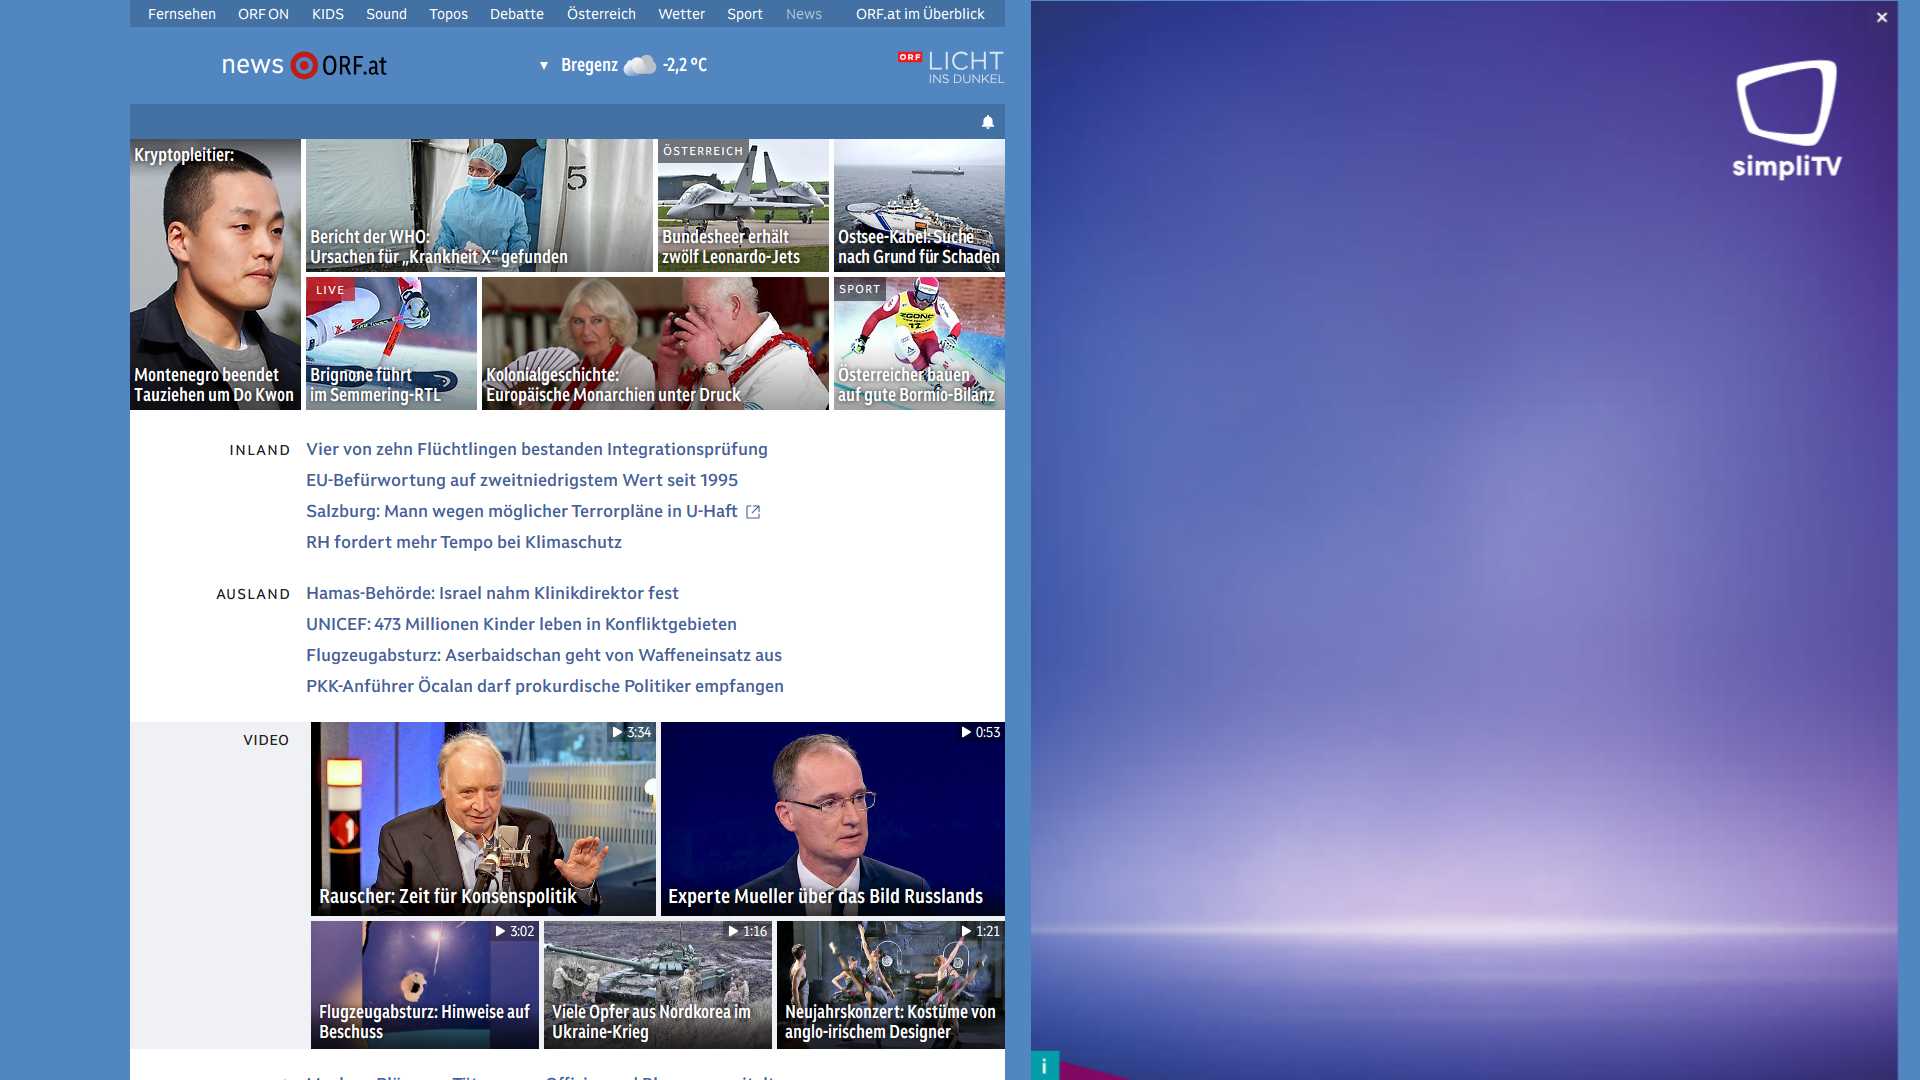 Fernsehen ORF ON KIDS Sound Topos Debatte Österreich Wetter Sport News ORF.at im Überblick
news ORF.at
▼ Bregenz -2,2 °C
ORF LICHT
INS DUNKEL
Kryptopleitier:
Montenegro beendet
Tauziehen um Do Kwon
5
Bericht der WHO:
Ursachen für „Krankheit X“ gefunden
ÖSTERREICH
Bundesheer erhält
zwölf Leonardo-Jets
Ostsee-Kabel: Suche
nach Grund für Schaden
LIVE
Brignone führt
im Semmering-RTL
Kolonialgeschichte:
Europäische Monarchien unter Druck
SPORT
ZGONC
12
Österreicher bauen
auf gute Bormio-Bilanz
INLAND
Vier von zehn Flüchtlingen bestanden Integrationsprüfung
EU-Befürwortung auf zweitniedrigstem Wert seit 1995
Salzburg: Mann wegen möglicher Terrorpläne in U-Haft
RH fordert mehr Tempo bei Klimaschutz
AUSLAND
Hamas-Behörde: Israel nahm Klinikdirektor fest
UNICEF: 473 Millionen Kinder leben in Konfliktgebieten
Flugzeugabsturz: Aserbaidschan geht von Waffeneinsatz aus
PKK-Anführer Öcalan darf prokurdische Politiker empfangen
VIDEO
3:34
Rauscher: Zeit für Konsenspolitik
0:53
Experte Mueller über das Bild Russlands
3:02
Flugzeugabsturz: Hinweise auf
Beschuss
1:16
Viele Opfer aus Nordkorea im
Ukraine-Krieg
1:21
Neujahrskonzert: Kostüme von
anglo-irischem Designer
simpliTV
i